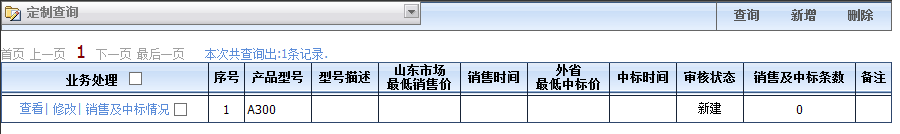 定制查询 查询 新增 删除
首页 上一页 1 下一页 最后一页 本次共查询出:1条记录.
业务处理 序号 产品型号 型号描述 山东市场 最低销售价 销售时间 外省 最低中标价 中标时间 审核状态 销售及中标条数 备注
查看| 修改| 销售及中标情况 1 A300 新建 0